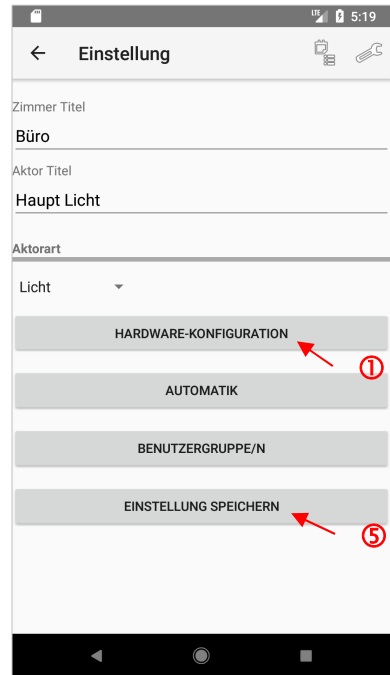 LTE 5:19
Einstellung
Zimmer Titel
Büro
Aktor Titel
Haupt Licht
Aktorart
Licht
HARDWARE-KONFIGURATION
①
AUTOMATIK
BENUTZERGRUPPE/N
EINSTELLUNG SPEICHERN
⑤